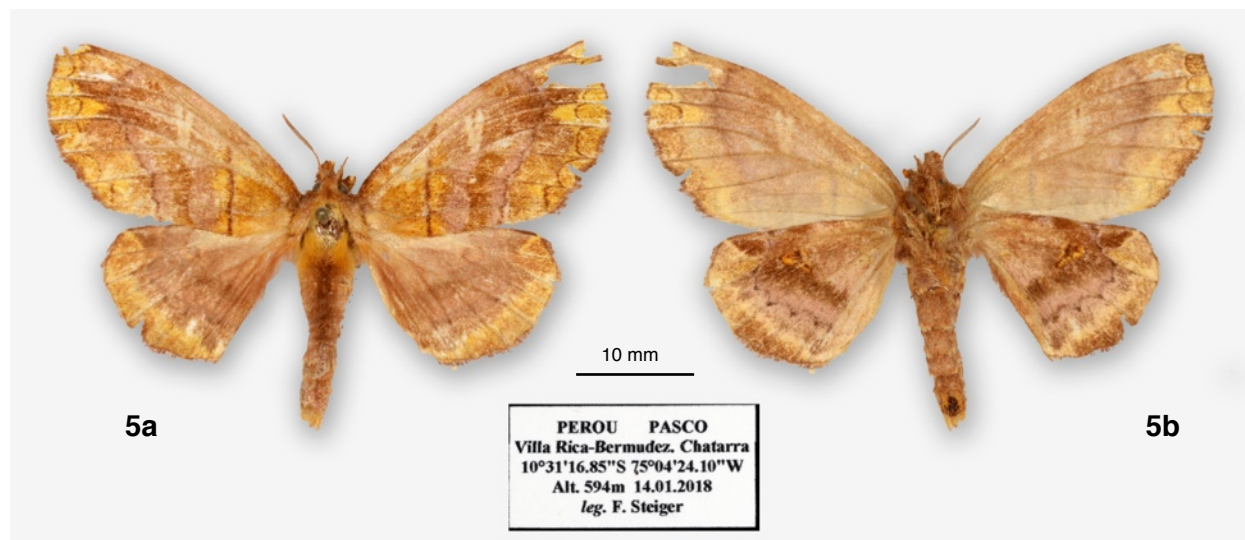 10 mm
5a
5b
PEROU PASCO
Villa Rica-Bermudez. Chatarra
10°31'16.85"S 75°04'24.10"W
Alt. 594m 14.01.2018
leg. F. Steiger